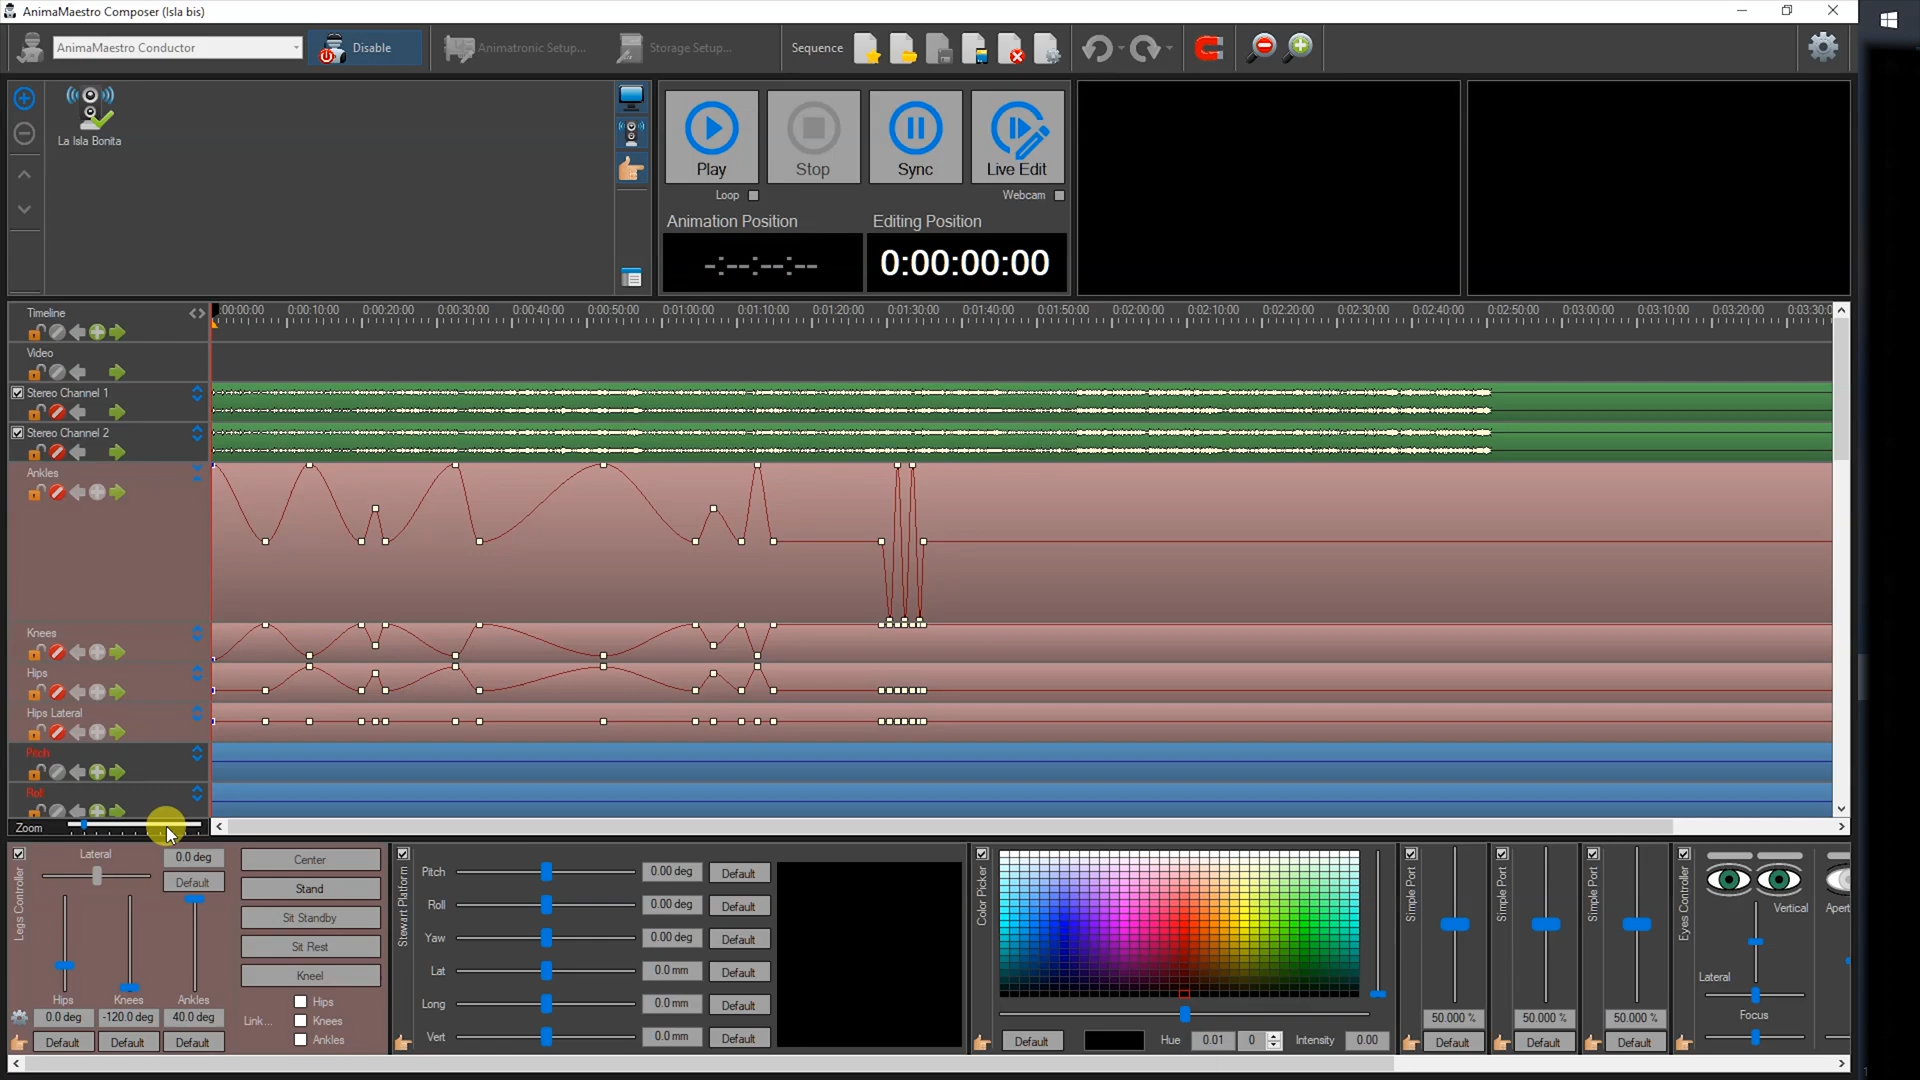 AnimaMaestro Composer (Isla bis)
AnimaMaestro Conductor
Disable
Animatronic Setup...
Storage Setup...
Sequence
La Isla Bonita
Play
Stop
Sync
Live Edit
Loop
Webcam
Animation Position
Editing Position
-:--:--:--
0:00:00:00
Timeline
00:00:00
0:00:10:00
0:00:20:00
0:00:30:00
0:00:40:00
0:00:50:00
0:01:00:00
0:01:10:00
0:01:20:00
0:01:30:00
0:01:40:00
0:01:50:00
0:02:00:00
0:02:10:00
0:02:20:00
0:02:30:00
0:02:40:00
0:02:50:00
0:03:00:00
0:03:10:00
0:03:20:00
0:03:30:0
Video
Stereo Channel 1
Stereo Channel 2
Ankles
Knees
Hips
Hips Lateral
Pitch
Roll
Zoom
Legs Controller
Lateral
0.0 deg
Default
Hips
Knees
Ankles
0.0 deg
-120.0 deg
40.0 deg
Default
Default
Default
Center
Stand
Sit Standby
Sit Rest
Kneel
Link...
Hips
Knees
Ankles
Stewart Platform
Pitch
0.00 deg
Default
Roll
0.00 deg
Default
Yaw
0.00 deg
Default
Lat
0.0 mm
Default
Long
0.0 mm
Default
Vert
0.0 mm
Default
Color Picker
Default
Hue
0.01
0
Intensity
0.00
Simple Port
50.000 %
Default
Simple Port
50.000 %
Default
Simple Port
50.000 %
Default
Eyes Controller
Vertical
Apert
Lateral
Focus